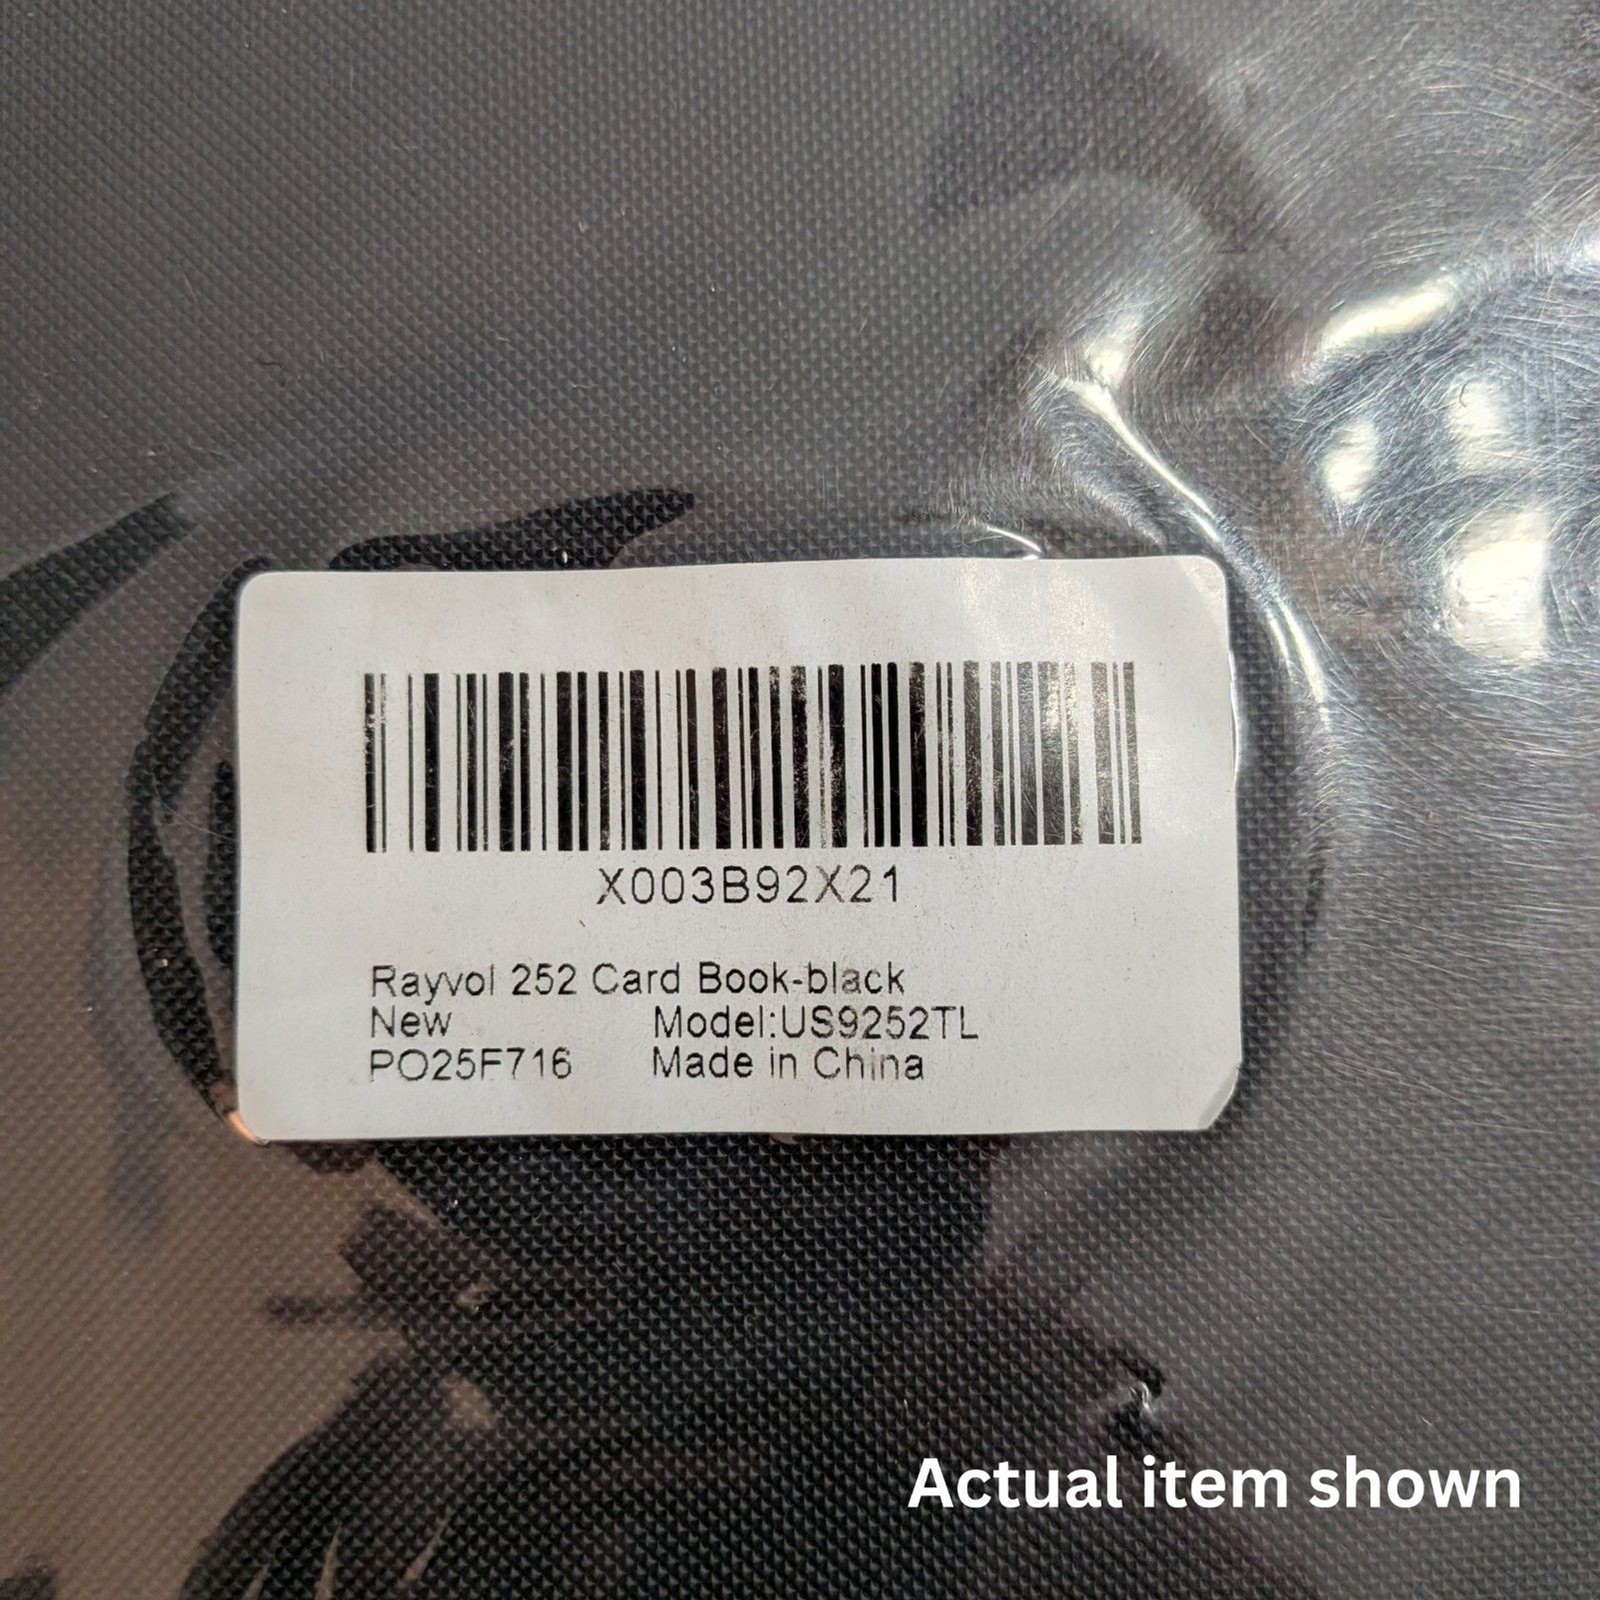 X003B92X21
Rayvol 252 Card Book-black
New Model:US9252TL
PO25F716 Made in China
Actual item shown